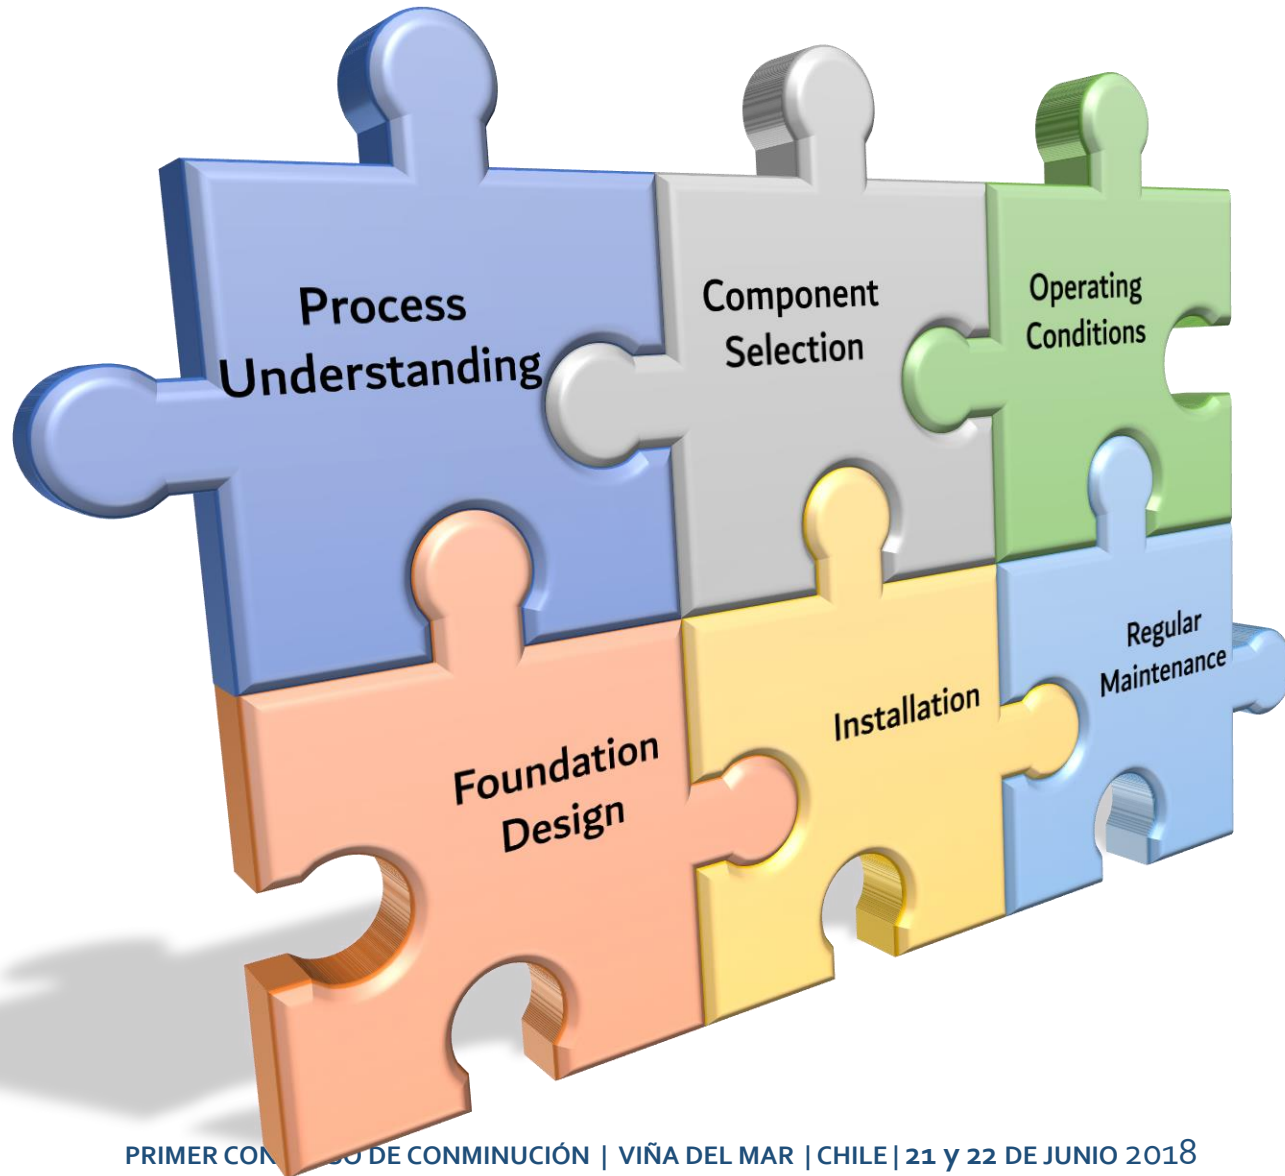 Process
Understanding
Component
Selection
Operating
Conditions
Foundation
Design
Installation
Regular
Maintenance
PRIMER DE CONMINUCIÓN | VIÑA DEL MAR | CHILE | 21 y 22 DE JUNIO 2018